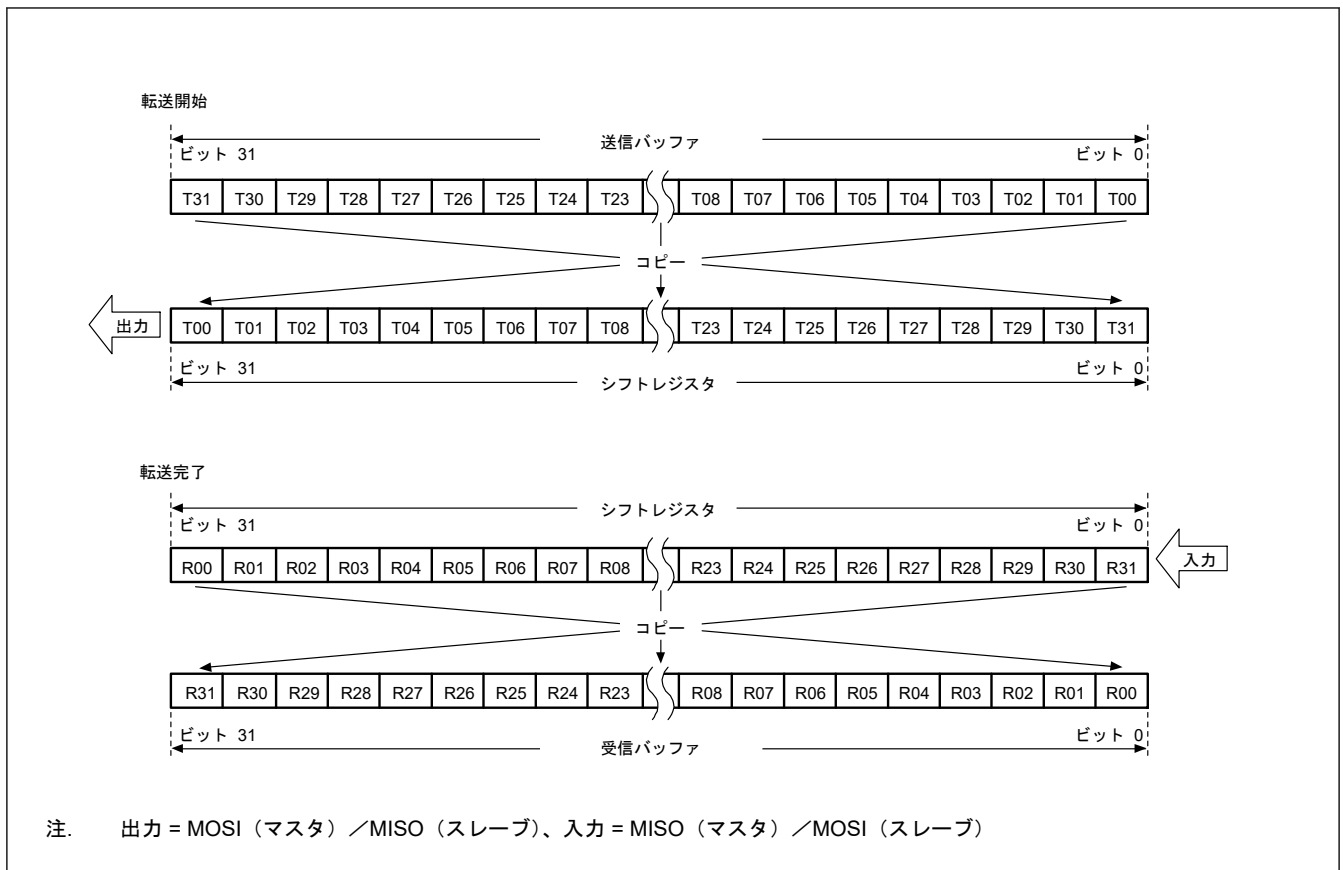 転送開始
送信バッファ
ビット 31 ビット 0
T31 T30 T29 T28 T27 T26 T25 T24 T23 T08 T07 T06 T05 T04 T03 T02 T01 T00
コピー
出力 T00 T01 T02 T03 T04 T05 T06 T07 T08 T23 T24 T25 T26 T27 T28 T29 T30 T31
ビット 31 ビット 0
シフトレジスタ
転送完了
シフトレジスタ
ビット 31 ビット 0
R00 R01 R02 R03 R04 R05 R06 R07 R08 R23 R24 R25 R26 R27 R28 R29 R30 R31 入力
コピー
R31 R30 R29 R28 R27 R26 R25 R24 R23 R08 R07 R06 R05 R04 R03 R02 R01 R00
ビット 31 ビット 0
受信バッファ
注. 出力 = MOSI（マスタ）／MISO（スレーブ）、入力 = MISO（マスタ）／MOSI（スレーブ）